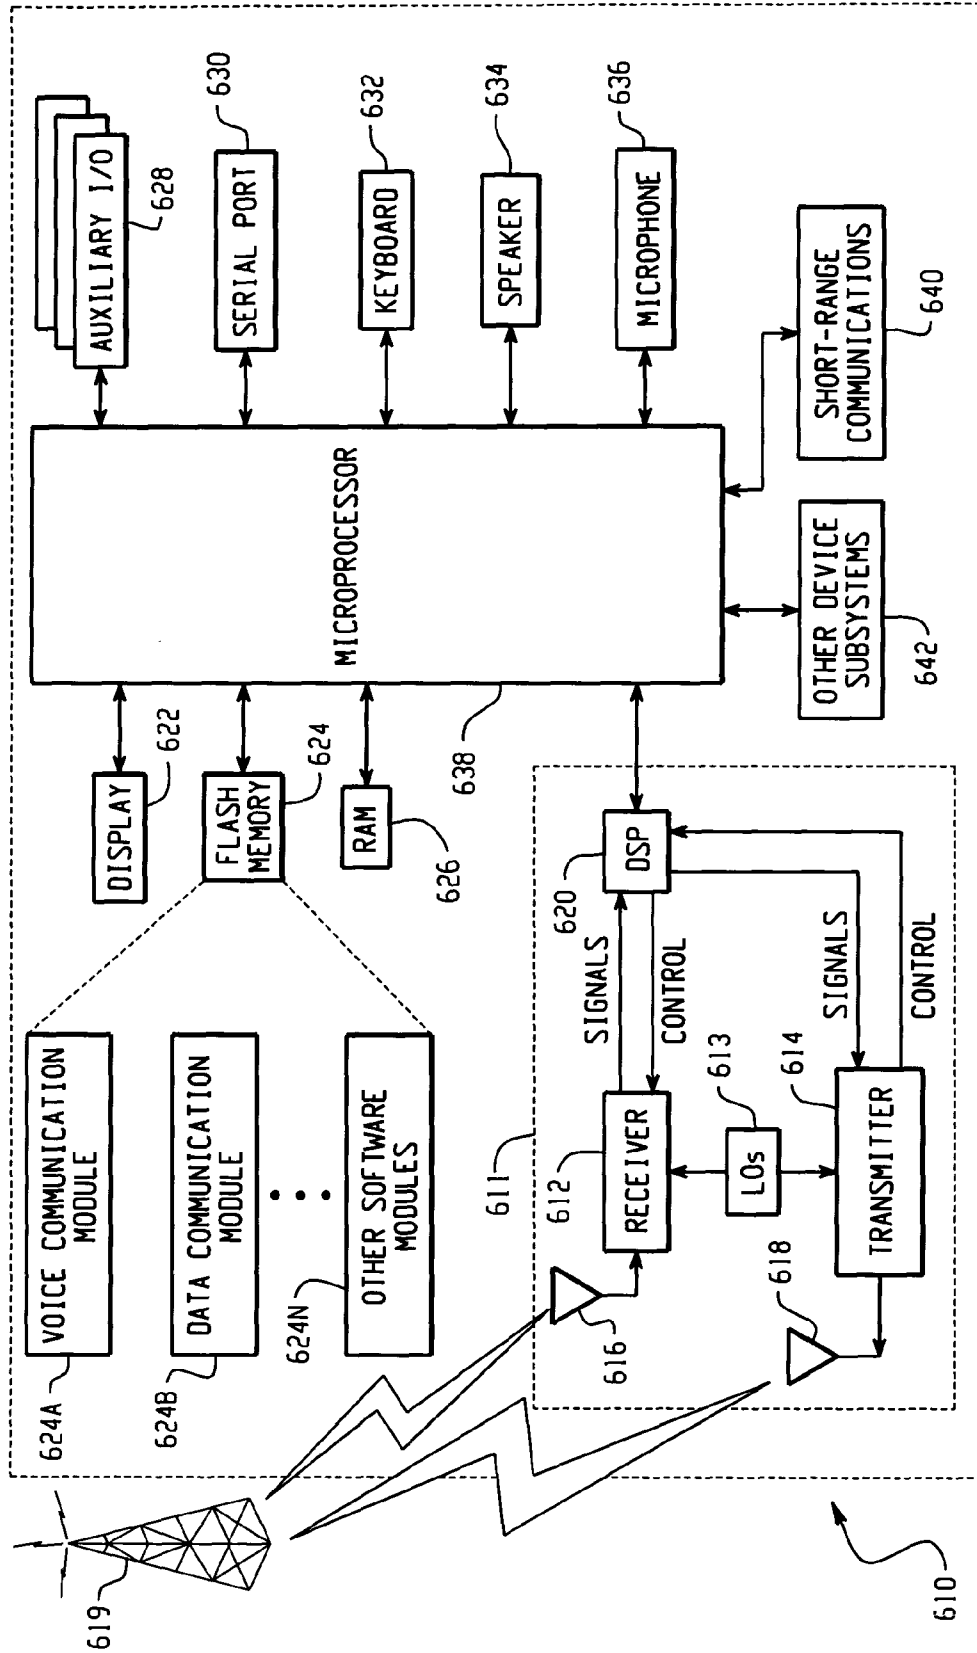 VOICE COMMUNICATION
MODULE
624A
DATA COMMUNICATION
MODULE
624B
624N
OTHER SOFTWARE
MODULES
619
DISPLAY
622
FLASH
MEMORY
624
RAM
626
638
MICROPROCESSOR
AUXILIARY I/O
628
SERIAL PORT
630
KEYBOARD
632
SPEAKER
634
MICROPHONE
636
SHORT-RANGE
COMMUNICATIONS
640
OTHER DEVICE
SUBSYSTEMS
642
611
612
RECEIVER
616
SIGNALS
CONTROL
620
DSP
613
LOs
614
TRANSMITTER
618
SIGNALS
CONTROL
610